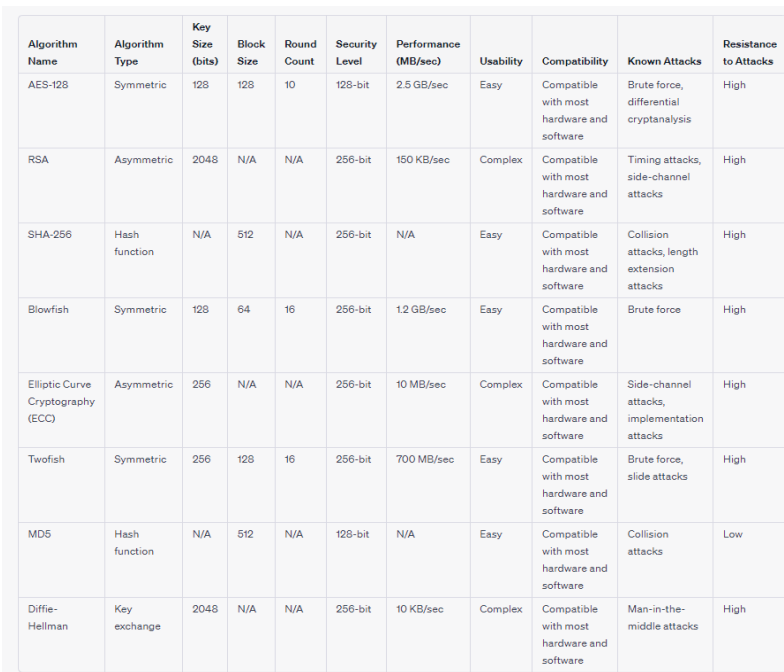 Algorithm Name | Algorithm Type | Key Size (bits) | Block Size | Round Count | Security Level | Performance (MB/sec) | Usability | Compatibility | Known Attacks | Resistance to Attacks
AES-128 | Symmetric | 128 | 128 | 10 | 128-bit | 2.5 GB/sec | Easy | Compatible with most hardware and software | Brute force, differential cryptanalysis | High
RSA | Asymmetric | 2048 | N/A | N/A | 256-bit | 150 KB/sec | Complex | Compatible with most hardware and software | Timing attacks, side-channel attacks | High
SHA-256 | Hash function | N/A | 512 | N/A | 256-bit | N/A | Easy | Compatible with most hardware and software | Collision attacks, length extension attacks | High
Blowfish | Symmetric | 128 | 64 | 16 | 256-bit | 1.2 GB/sec | Easy | Compatible with most hardware and software | Brute force | High
Elliptic Curve Cryptography (ECC) | Asymmetric | 256 | N/A | N/A | 256-bit | 10 MB/sec | Complex | Compatible with most hardware and software | Side-channel attacks, implementation attacks | High
Twofish | Symmetric | 256 | 128 | 16 | 256-bit | 700 MB/sec | Easy | Compatible with most hardware and software | Brute force, slide attacks | High
MD5 | Hash function | N/A | 512 | N/A | 128-bit | N/A | Easy | Compatible with most hardware and software | Collision attacks | Low
Diffie-Hellman | Key exchange | 2048 | N/A | N/A | 256-bit | 10 KB/sec | Complex | Compatible with most hardware and software | Man-in-the-middle attacks | High